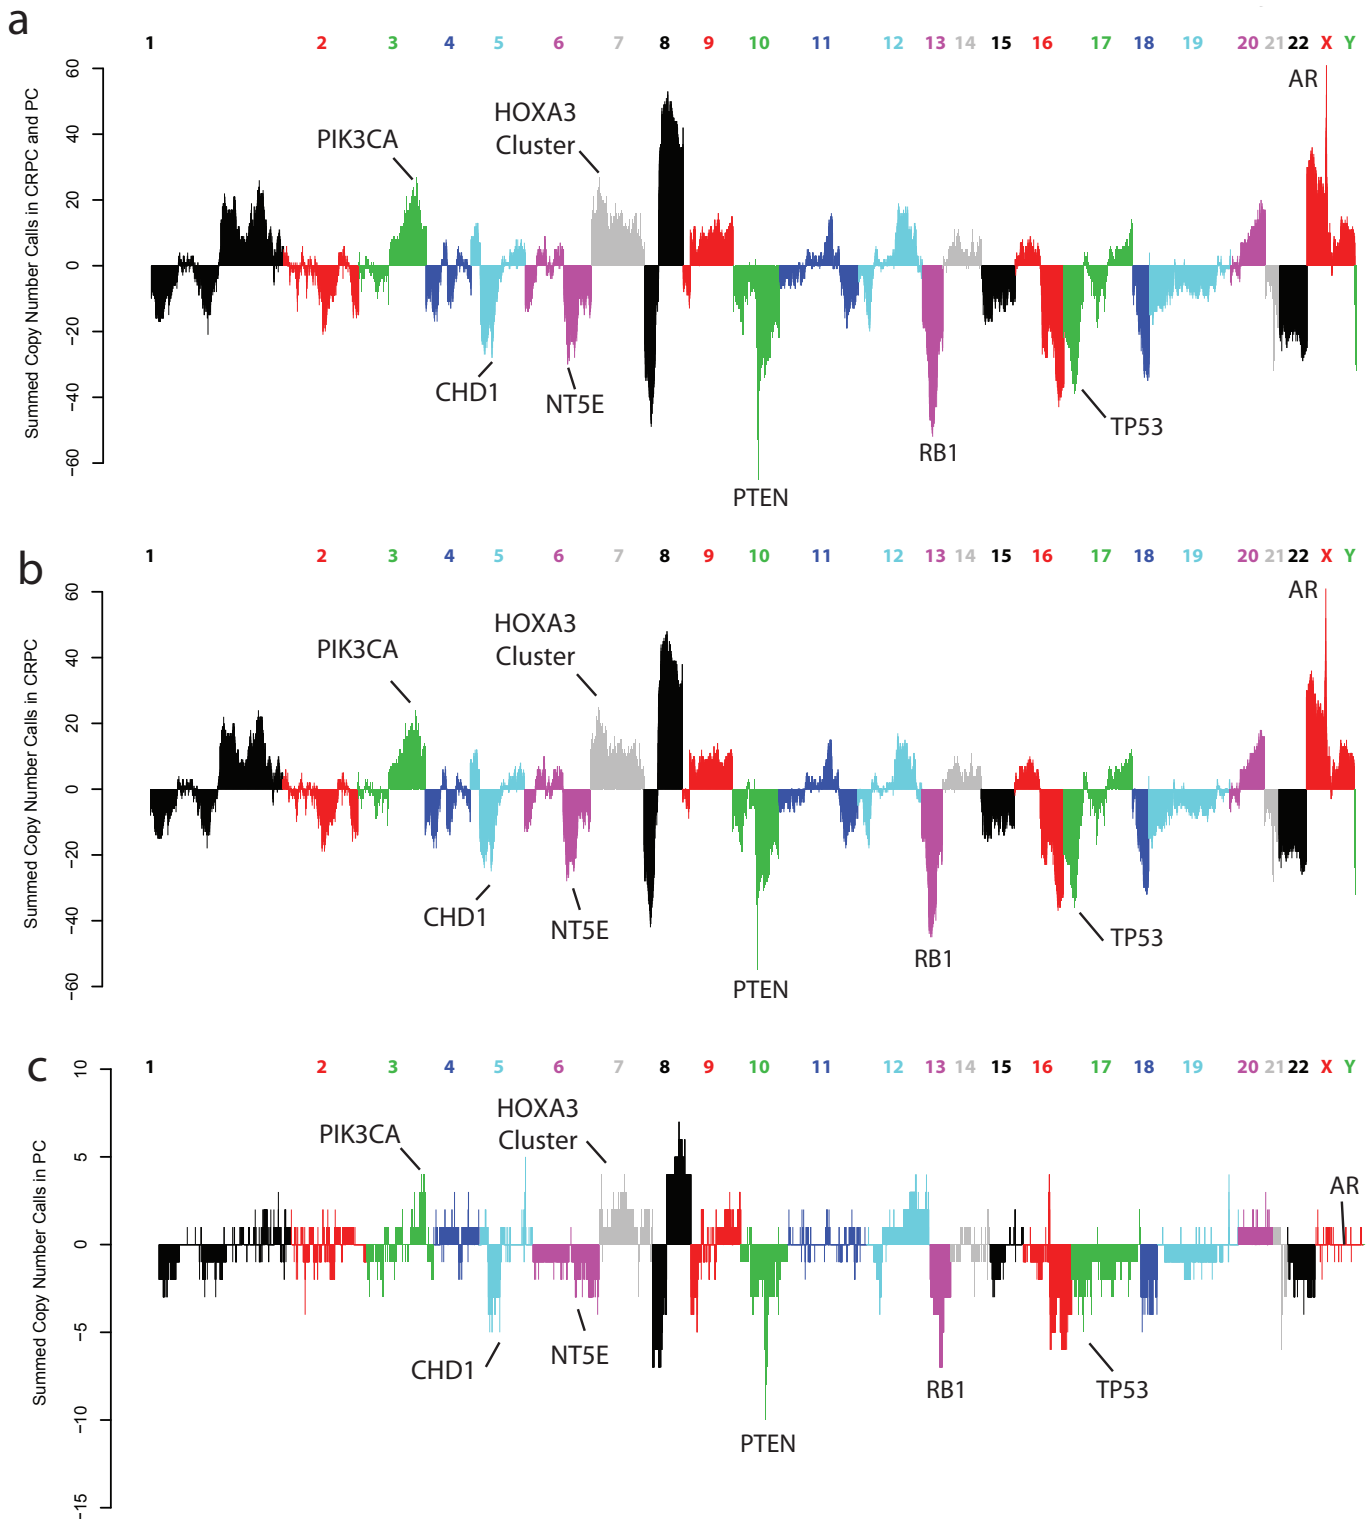 a
1 2 3 4 5 6 7 8 9 10 11 12 13 14 15 16 17 18 19 20 21 22 X Y
Summed Copy Number Calls in CRPC and PC
60
40
20
0
−20
−40
−60
PIK3CA
HOXA3
Cluster
AR
CHD1
NT5E
PTEN
RB1
TP53
b
1 2 3 4 5 6 7 8 9 10 11 12 13 14 15 16 17 18 19 20 21 22 X Y
Summed Copy Number Calls in CRPC
60
40
20
0
−20
−40
−60
PIK3CA
HOXA3
Cluster
AR
CHD1
NT5E
PTEN
RB1
TP53
c
1 2 3 4 5 6 7 8 9 10 11 12 13 14 15 16 17 18 19 20 21 22 X Y
Summed Copy Number Calls in PC
10
5
0
−5
−10
−15
PIK3CA
HOXA3
Cluster
AR
CHD1
NT5E
PTEN
RB1
TP53